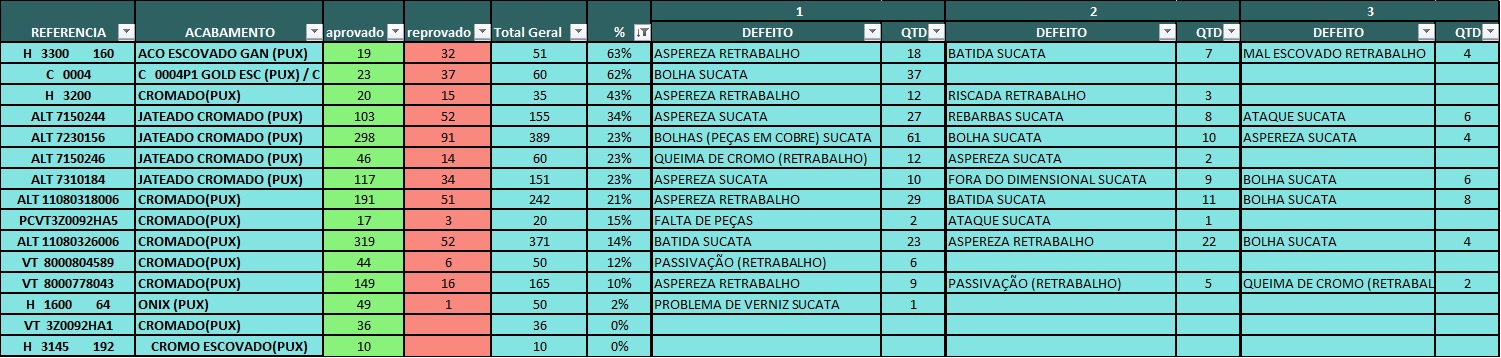 1 2 3
REFERENCIA ACABAMENTO aprovado reprovado Total Geral % DEFEITO QTD DEFEITO QTD DEFEITO QTD
H 3300 160 ACO ESCOVADO GAN (PUX) 19 32 51 63% ASPEREZA RETRABALHO 18 BATIDA SUCATA 7 MAL ESCOVADO RETRABALHO 4
C 0004 C 0004P1 GOLD ESC (PUX) / C 23 37 60 62% BOLHA SUCATA 37
H 3200 CROMADO(PUX) 20 15 35 43% ASPEREZA RETRABALHO 12 RISCADA RETRABALHO 3
ALT 7150244 JATEADO CROMADO (PUX) 103 52 155 34% ASPEREZA SUCATA 27 REBARBAS SUCATA 8 ATAQUE SUCATA 6
ALT 7230156 JATEADO CROMADO (PUX) 298 91 389 23% BOLHAS (PEÇAS EM COBRE) SUCATA 61 BOLHA SUCATA 10 ASPEREZA SUCATA 4
ALT 7150246 JATEADO CROMADO (PUX) 46 14 60 23% QUEIMA DE CROMO (RETRABALHO) 12 ASPEREZA SUCATA 2
ALT 7310184 JATEADO CROMADO (PUX) 117 34 151 23% ASPEREZA SUCATA 10 FORA DO DIMENSIONAL SUCATA 9 BOLHA SUCATA 6
ALT 11080318006 CROMADO(PUX) 191 51 242 21% ASPEREZA RETRABALHO 29 BATIDA SUCATA 11 BOLHA SUCATA 8
PCVT3Z0092HA5 CROMADO(PUX) 17 3 20 15% FALTA DE PEÇAS 2 ATAQUE SUCATA 1
ALT 11080326006 CROMADO(PUX) 319 52 371 14% BATIDA SUCATA 23 ASPEREZA RETRABALHO 22 BOLHA SUCATA 4
VT 8000804589 CROMADO(PUX) 44 6 50 12% PASSIVAÇÃO (RETRABALHO) 6
VT 8000778043 CROMADO(PUX) 149 16 165 10% ASPEREZA RETRABALHO 9 PASSIVAÇÃO (RETRABALHO) 5 QUEIMA DE CROMO (RETRABAL 2
H 1600 64 ONIX (PUX) 49 1 50 2% PROBLEMA DE VERNIZ SUCATA 1
VT 3Z0092HA1 CROMADO(PUX) 36 36 0%
H 3145 192 CROMO ESCOVADO(PUX) 10 10 0%